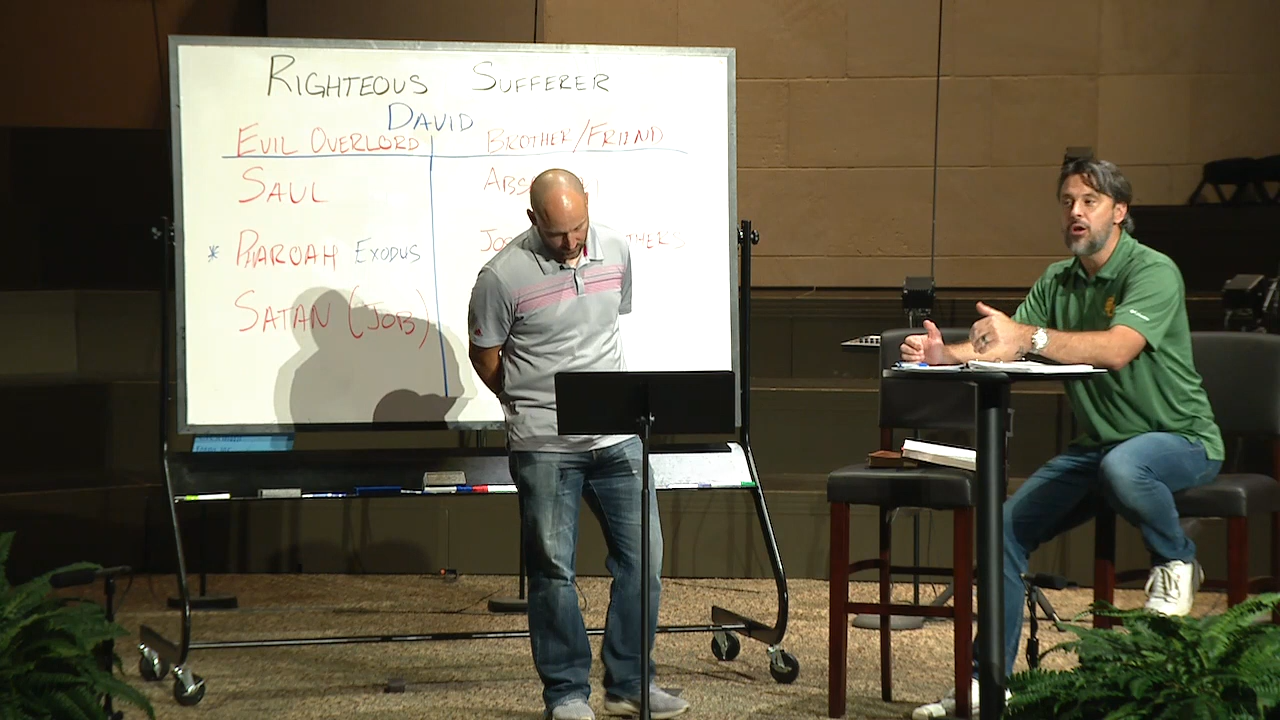 RIGHTEOUS SUFFERER
DAVID
EVIL OVERLORD BROTHER/FRIEND
SAUL
* PHAROAH EXODUS
SATAN (JOB)